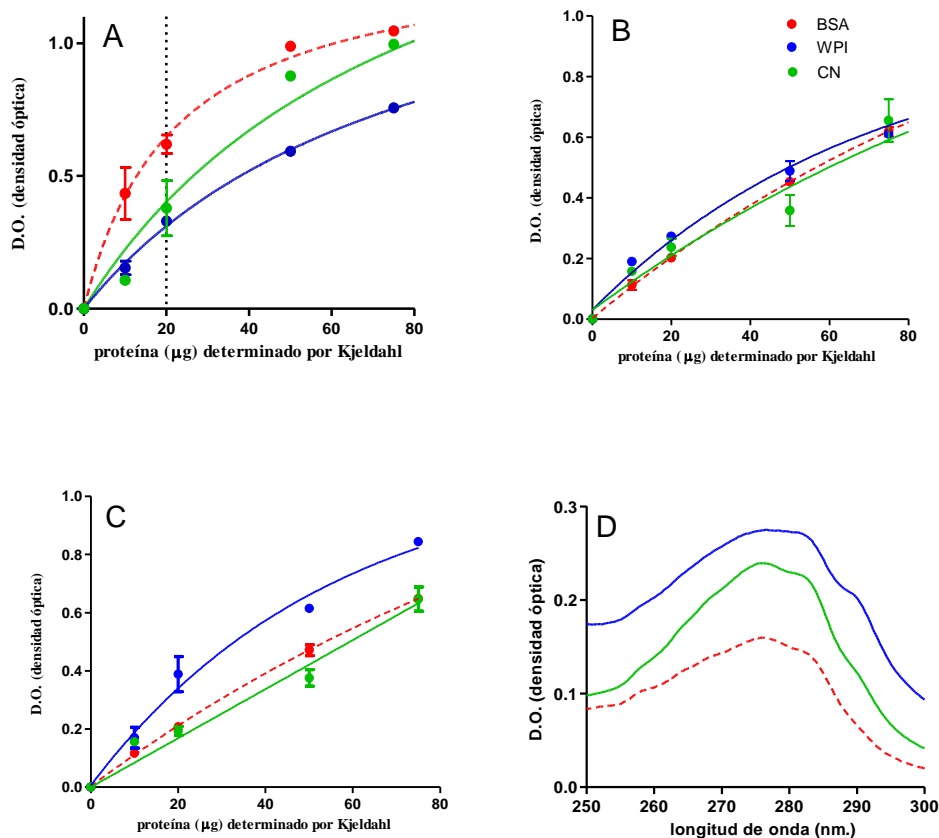 A
D.O. (densidad óptica)
1.0
0.5
0.0
0
20
40
60
80
proteína (μg) determinado por Kjeldahl
B
BSA
WPI
CN
D.O. (densidad óptica)
1.0
0.8
0.6
0.4
0.2
0.0
0
20
40
60
80
proteína (μg) determinado por Kjeldahl
C
D.O. (densidad óptica)
1.0
0.8
0.6
0.4
0.2
0.0
0
20
40
60
80
proteína (μg) determinado por Kjeldahl
D
D.O. (densidad óptica)
0.3
0.2
0.1
0.0
250
260
270
280
290
300
longitud de onda (nm.)